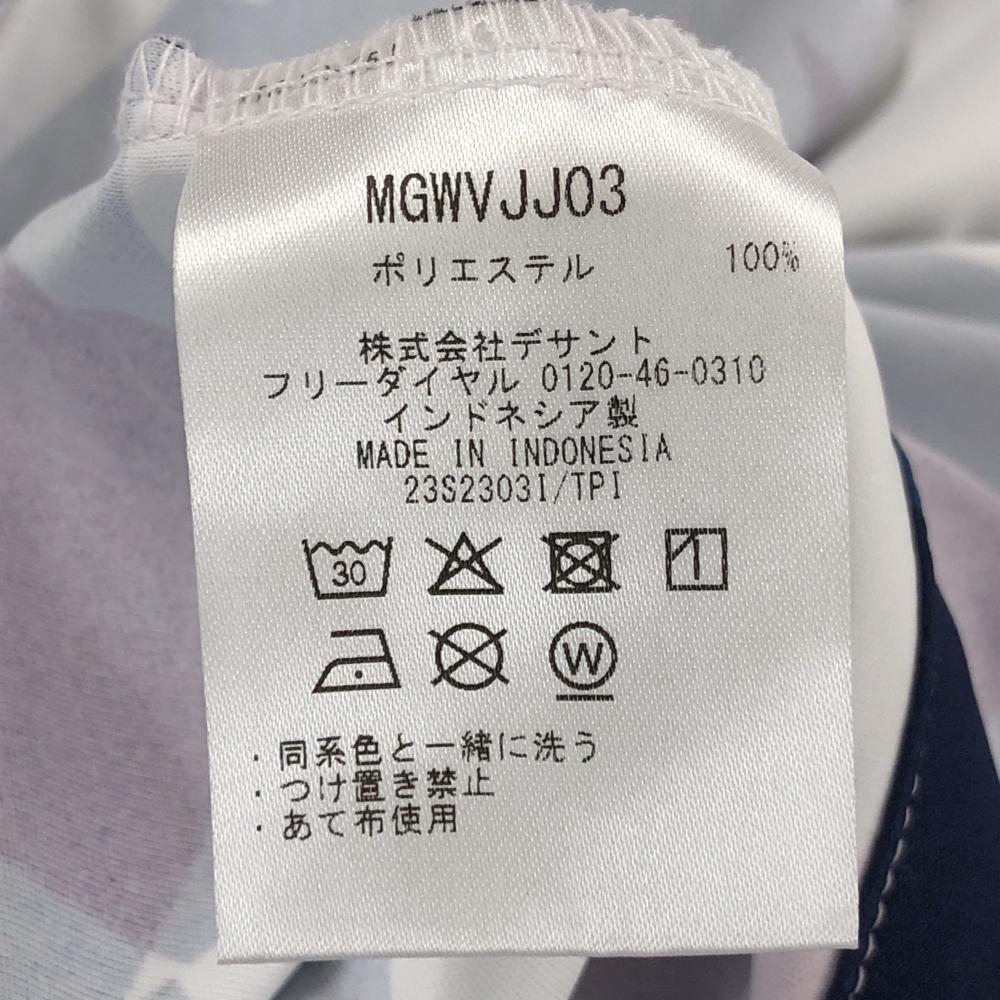 MGWVJJ03
ポリエステル 100%
株式会社デサント
フリーダイヤル 0120-46-0310
インドネシア製
MADE IN INDONESIA
23S2303I/TPI
30
W
・同系色と一緒に洗う
・つけ置き禁止
・あて布使用